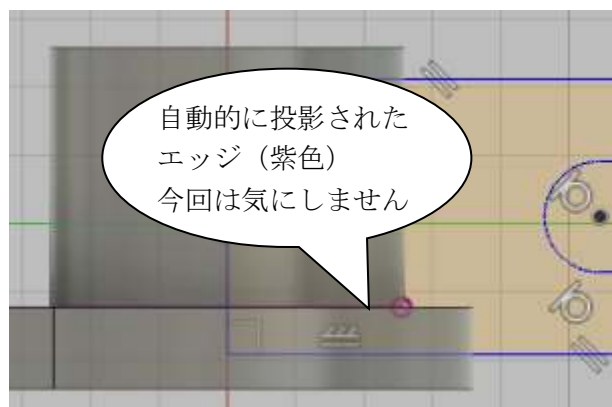 自動的に投影された
エッジ（紫色）
今回は気にしません